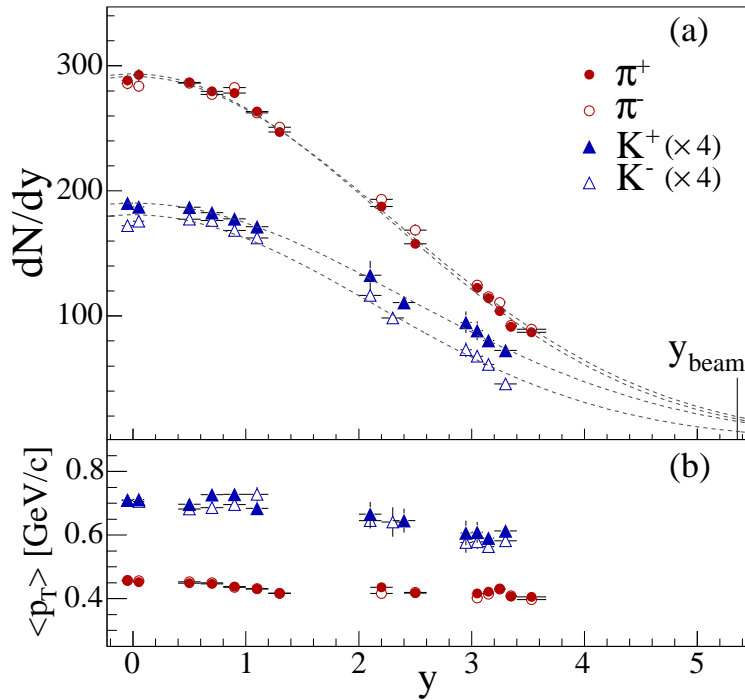 (a)
π+
π-
K+ (× 4)
K- (× 4)
300
200
100
dN/dy
y_beam
(b)
0.8
0.6
0.4
<p_T> [GeV/c]
0 1 2 3 4 5
y